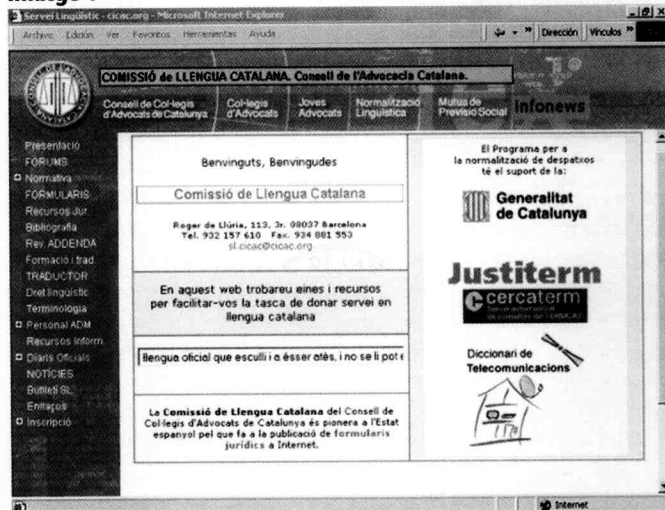 Servei Lingüístic - cicac.org - Microsoft Internet Explorer
Archivo Edición Ver Favoritos Herramientas Ayuda
Dirección Vínculos
COMISSIÓ de LLENGUA CATALANA. Consell de l'Advocacia Catalana.
Consell de Col·legis d'Advocats de Catalunya
Col·legis d'Advocats
Joves Advocats
Normalització Lingüística
Mutua de Previsió Social
infonews
Presentació
FÒRUMS
Normativa
FORMULARIS
Recursos Jur.
Bibliografia
Rev. ADDENDA
Formació i trad.
TRADUCTOR
Dret lingüístic
Terminologia
Personal ADM
Recursos Inform.
Diaris Oficials
NOTÍCIES
Butlletí SL
Enllaços
Inscripció
Benvinguts, Benvingudes
Comissió de Llengua Catalana
Roger de Llúria, 113, 3r. 08037 Barcelona
Tel. 932 157 610 Fax. 934 881 553
sl.cicac@cicac.org
En aquest web trobareu eines i recursos
per facilitar-vos la tasca de donar servei en
llengua catalana
llengua oficial que esculli i a ésser atès, i no se li pot
La Comissió de Llengua Catalana del Consell de
Col·legis d'Advocats de Catalunya és pionera a l'Estat
espanyol pel que fa a la publicació de formularis
jurídics a Internet.
El Programa per a
la normalització de despatxos
té el suport de la:
Generalitat
de Catalunya
Justiterm
cercaterm
Diccionari de
Telecomunicacions
Internet